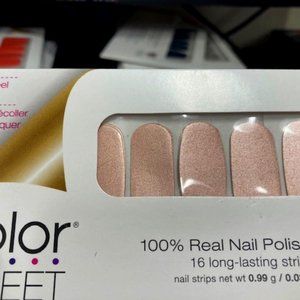 eel
écoller
quer
olor®
EET
100% Real Nail Polis
16 long-lasting stri
nail strips net wt 0.99 g / 0.0